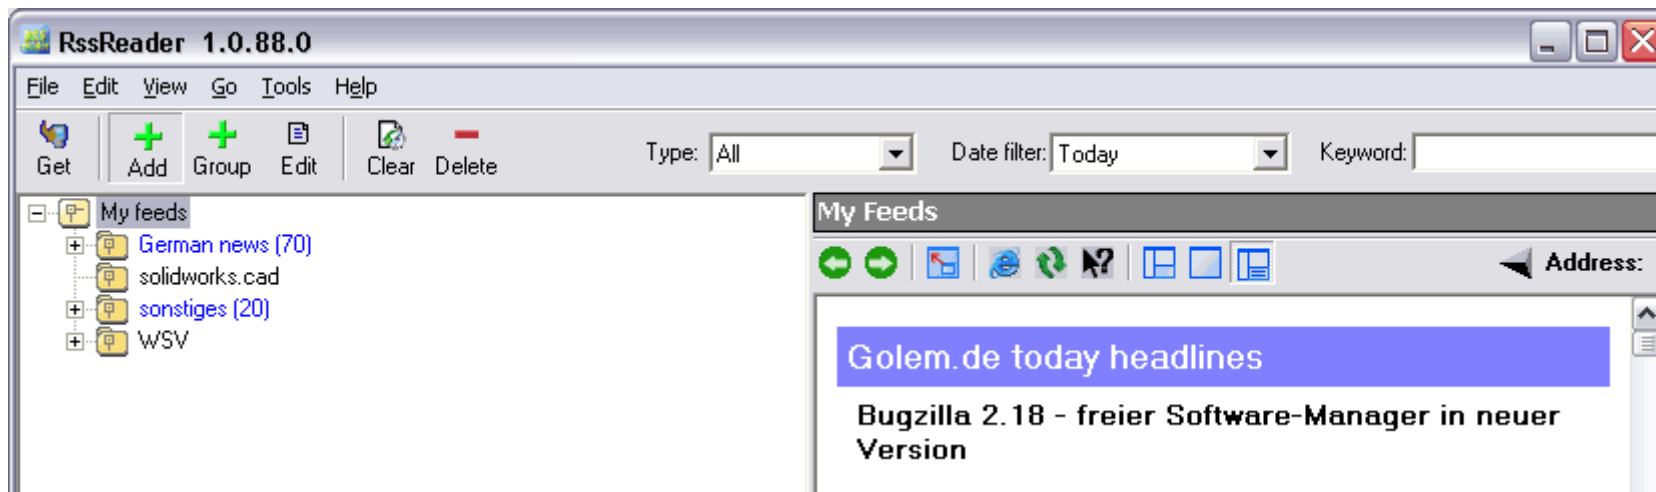 RssReader 1.0.88.0
File Edit View Go Tools Help
Get Add Group Edit Clear Delete Type: All Date filter: Today Keyword:
My feeds
German news (70)
solidworks.cad
sonstiges (20)
WSV
My Feeds
Address:
Golem.de today headlines
Bugzilla 2.18 - freier Software-Manager in neuer
Version